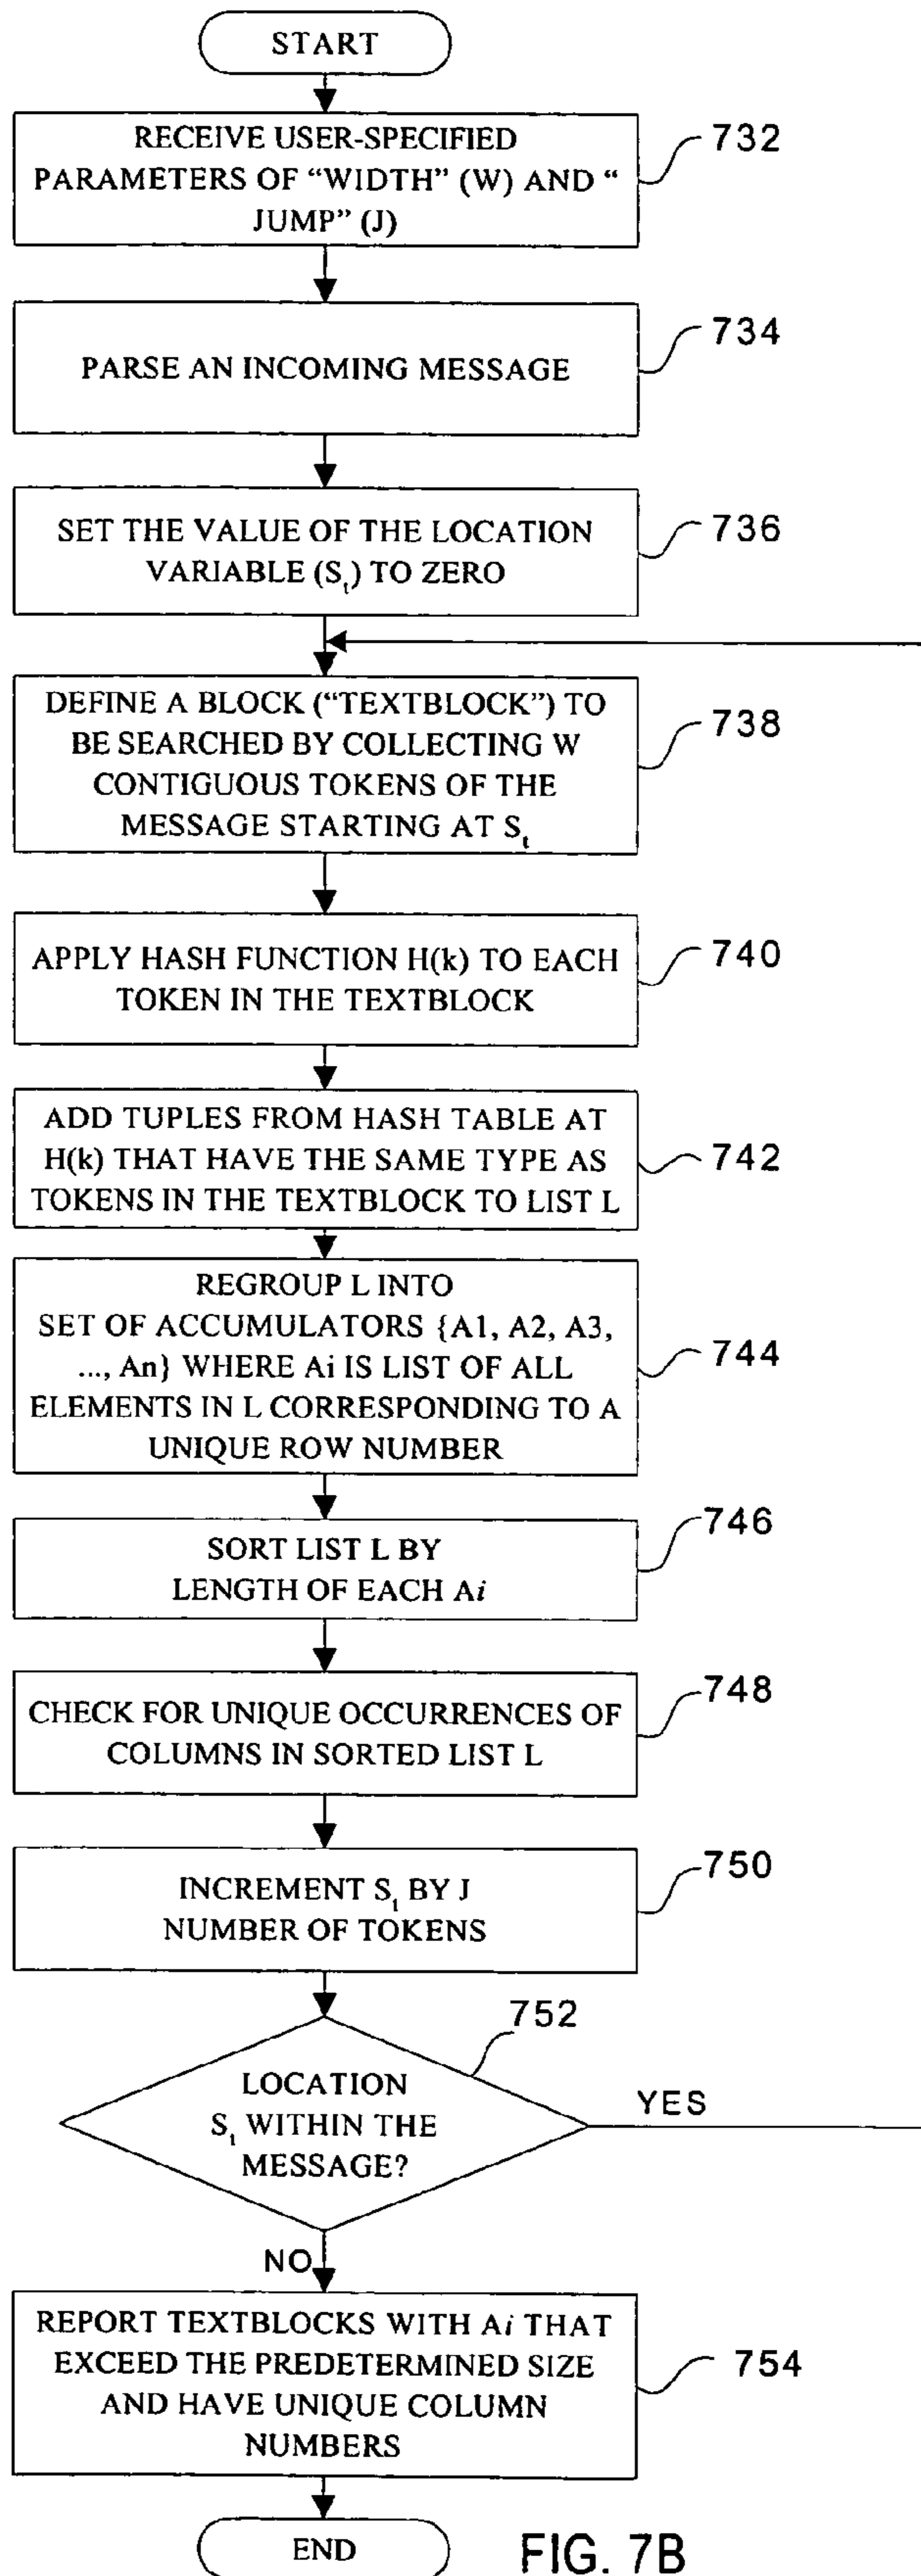 START
RECEIVE USER-SPECIFIED
PARAMETERS OF “WIDTH” (W) AND “
JUMP” (J)
732
PARSE AN INCOMING MESSAGE
734
SET THE VALUE OF THE LOCATION
VARIABLE (St) TO ZERO
736
DEFINE A BLOCK (“TEXTBLOCK”) TO
BE SEARCHED BY COLLECTING W
CONTIGUOUS TOKENS OF THE
MESSAGE STARTING AT St
738
APPLY HASH FUNCTION H(k) TO EACH
TOKEN IN THE TEXTBLOCK
740
ADD TUPLES FROM HASH TABLE AT
H(k) THAT HAVE THE SAME TYPE AS
TOKENS IN THE TEXTBLOCK TO LIST L
742
REGROUP L INTO
SET OF ACCUMULATORS {A1, A2, A3,
..., An} WHERE Ai IS LIST OF ALL
ELEMENTS IN L CORRESPONDING TO A
UNIQUE ROW NUMBER
744
SORT LIST L BY
LENGTH OF EACH Ai
746
CHECK FOR UNIQUE OCCURRENCES OF
COLUMNS IN SORTED LIST L
748
INCREMENT St BY J
NUMBER OF TOKENS
750
752
LOCATION
St WITHIN THE
MESSAGE?
YES
NO
REPORT TEXTBLOCKS WITH Ai THAT
EXCEED THE PREDETERMINED SIZE
AND HAVE UNIQUE COLUMN
NUMBERS
754
END
FIG. 7B